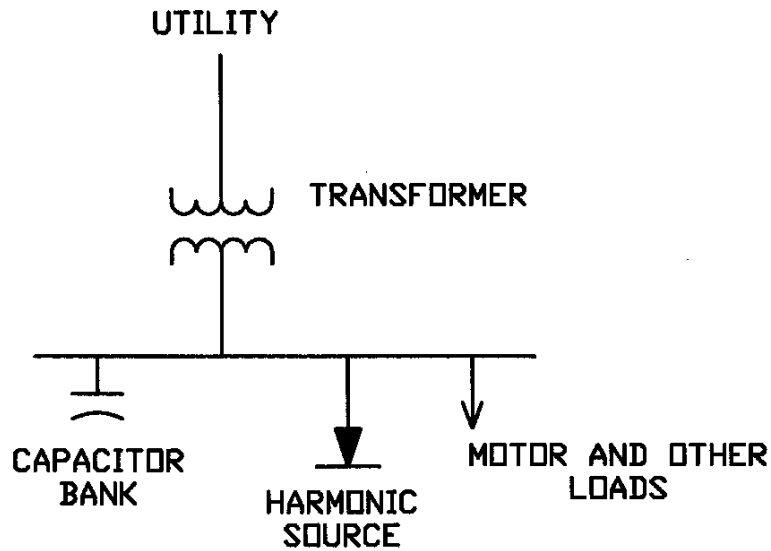 UTILITY
TRANSFORMER
CAPACITOR
BANK
HARMONIC
SOURCE
MOTOR AND OTHER
LOADS